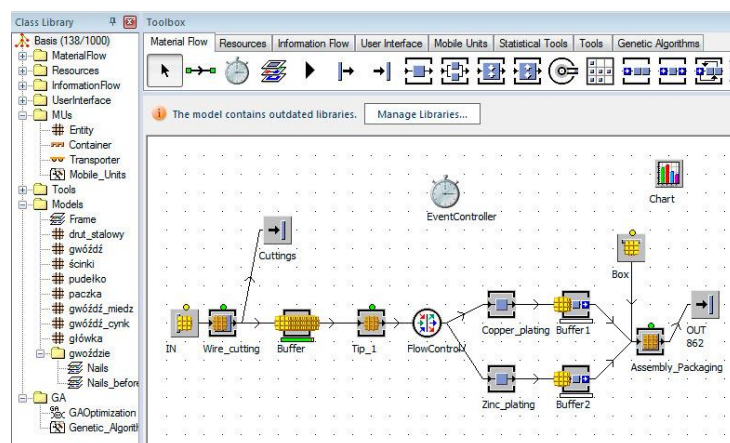 Class Library
Toolbox
Basis (138/1000)
MaterialFlow
Resources
InformationFlow
UserInterface
MUs
Entity
Container
Transporter
Mobile_Units
Tools
Models
Frame
drut_stalowy
gwóźdź
ścinki
pudełko
paczka
gwóźdź_miedz
gwóźdź_cynk
główka
gwoździe
Nails
Nails_before
GA
GAOptimization
Genetic_Algorith
Material Flow Resources Information Flow User Interface Mobile Units Statistical Tools Tools Genetic Algorithms
The model contains outdated libraries. Manage Libraries...
EventController
Chart
Cuttings
Box
IN
Wire_cutting
Buffer
Tip_1
FlowControl
Copper_plating
Buffer1
OUT
862
Assembly_Packaging
Zinc_plating
Buffer2